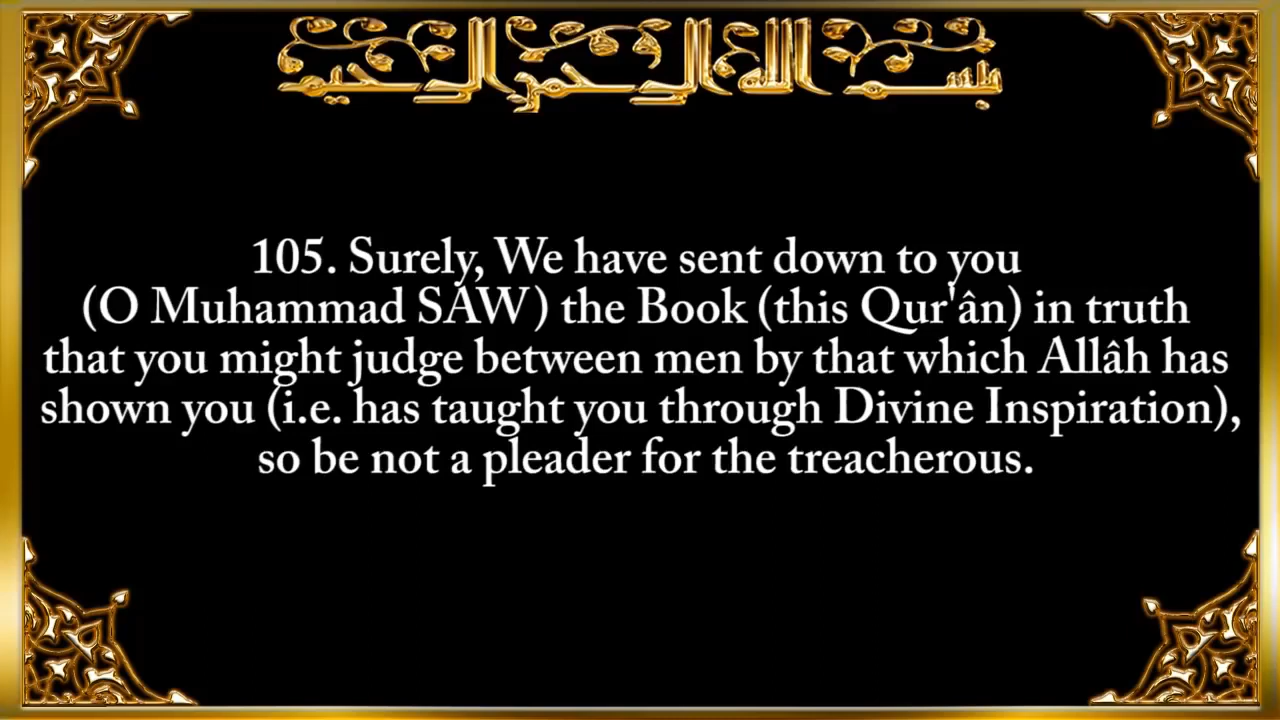 بسم الله الرحمن الرحيم
105. Surely, We have sent down to you
(O Muhammad SAW) the Book (this Qur'ân) in truth
that you might judge between men by that which Allâh has
shown you (i.e. has taught you through Divine Inspiration),
so be not a pleader for the treacherous.